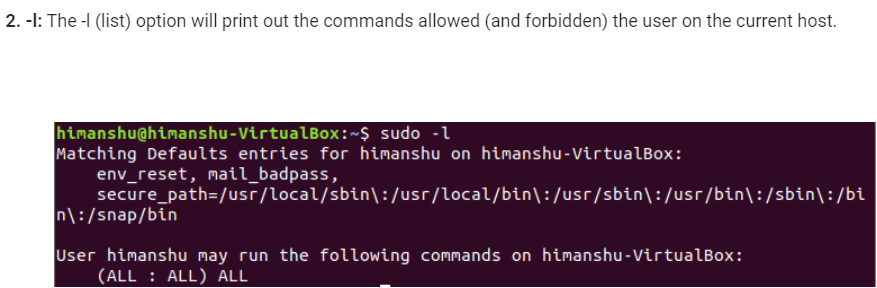 2. -l: The -l (list) option will print out the commands allowed (and forbidden) the user on the current host.
himanshu@himanshu-VirtualBox:~$ sudo -l
Matching Defaults entries for himanshu on himanshu-VirtualBox:
    env_reset, mail_badpass,
    secure_path=/usr/local/sbin\:/usr/local/bin\:/usr/sbin\:/usr/bin\:/sbin\:/bi
n\:/snap/bin
User himanshu may run the following commands on himanshu-VirtualBox:
    (ALL : ALL) ALL